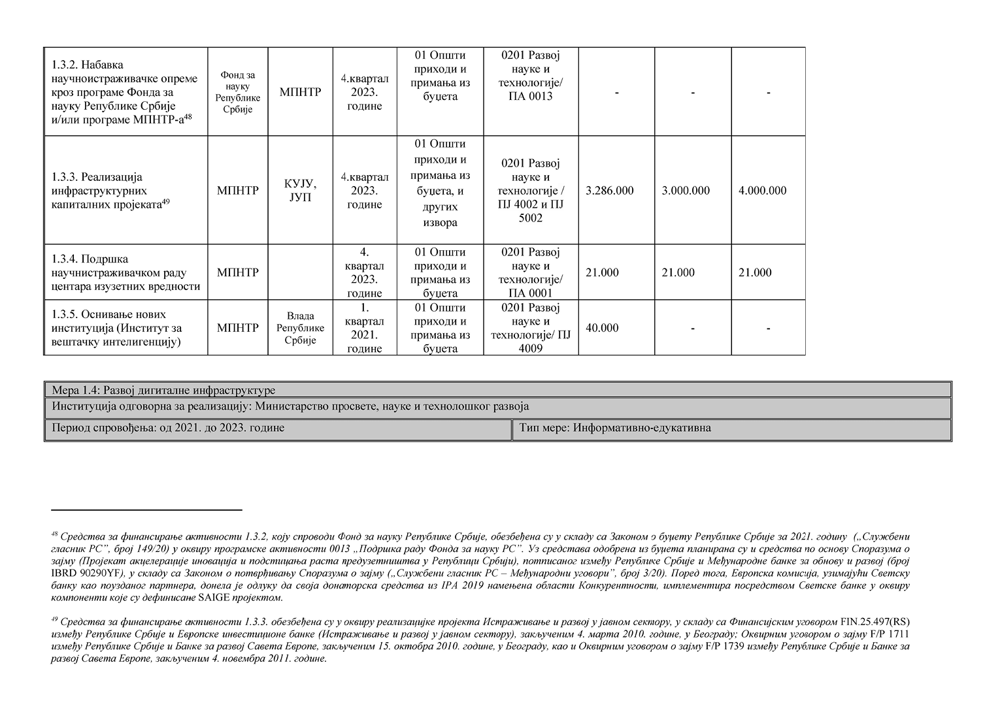 1.3.2. Набавка
научноистраживачке опреме
кроз програме Фонда за
науку Републике Србије
и/или програме МПНТР-а48
Фонд за
науку
Републике
Србије
МПНТР
4.квартал
2023.
године
01 Општи
приходи и
примања из
буџета
0201 Развој
науке и
технологије/
ПА 0013
-
-
-
1.3.3. Реализација
инфраструктурних
капиталних пројеката49
МПНТР
КУЈУ,
ЈУП
4.квартал
2023.
године
01 Општи
приходи и
примања из
буџета, и
других
извора
0201 Развој
науке и
технологије /
ПЈ 4002 и ПЈ
5002
3.286.000
3.000.000
4.000.000
1.3.4. Подршка
научнистраживачком раду
центара изузетних вредности
МПНТР
4.
квартал
2023.
године
01 Општи
приходи и
примања из
буџета
0201 Развој
науке и
технологије/
ПА 0001
21.000
21.000
21.000
1.3.5. Оснивање нових
институција (Институт за
вештачку интелигенцију)
МПНТР
Влада
Републике
Србије
1.
квартал
2021.
године
01 Општи
приходи и
примања из
буџета
0201 Развој
науке и
технологије/ ПЈ
4009
40.000
-
-
Мера 1.4: Развој дигиталне инфраструктуре
Институција одговорна за реализацију: Министарство просвете, науке и технолошког развоја
Период спровођења: од 2021. до 2023. године
Тип мере: Информативно-едукативна
48 Средства за финансирање активности 1.3.2, коју спроводи Фонд за науку Републике Србије, обезбеђена су у складу са Законом о буџету Републике Србије за 2021. годину („Службени
гласник РС”, број 149/20) у оквиру програмске активности 0013 „Подршка раду Фонда за науку РС”. Уз средстава одобрена из буџета планирана су и средства по основу Споразума о
зајму (Пројекат акцелерације иновација и подстицања раста предузетништва у Републици Србији), потписаног између Републике Србије и Међународне банке за обнову и развој (број
IBRD 90290YF), у складу са Законом о потврђивању Споразума о зајму („Службени гласник РС – Међународни уговори”, број 3/20). Поред тога, Европска комисија, узимајући Светску
банку као поузданог партнера, донела је одлуку да своја донаторска средства из IPA 2019 намењена области Конкурентности, имплементира посредством Светске банке у оквиру
компоненти које су дефинисане SAIGE пројектом.
49 Средства за финансирање активности 1.3.3. обезбеђена су у оквиру реализацијке пројекта Истраживање и развој у јавном сектору, у складу са Финансијским уговором FIN.25.497(RS)
између Републике Србије и Европске инвестиционе банке (Истраживање и развој у јавном сектору), закљученим 4. марта 2010. године, у Београду; Оквирним уговором о зајму F/P 1711
између Републике Србије и Банке за развој Савета Европе, закљученим 15. октобра 2010. године, у Београду, као и Оквирним уговором о зајму F/P 1739 између Републике Србије и Банке за
развој Савета Европе, закљученим 4. новембра 2011. године.